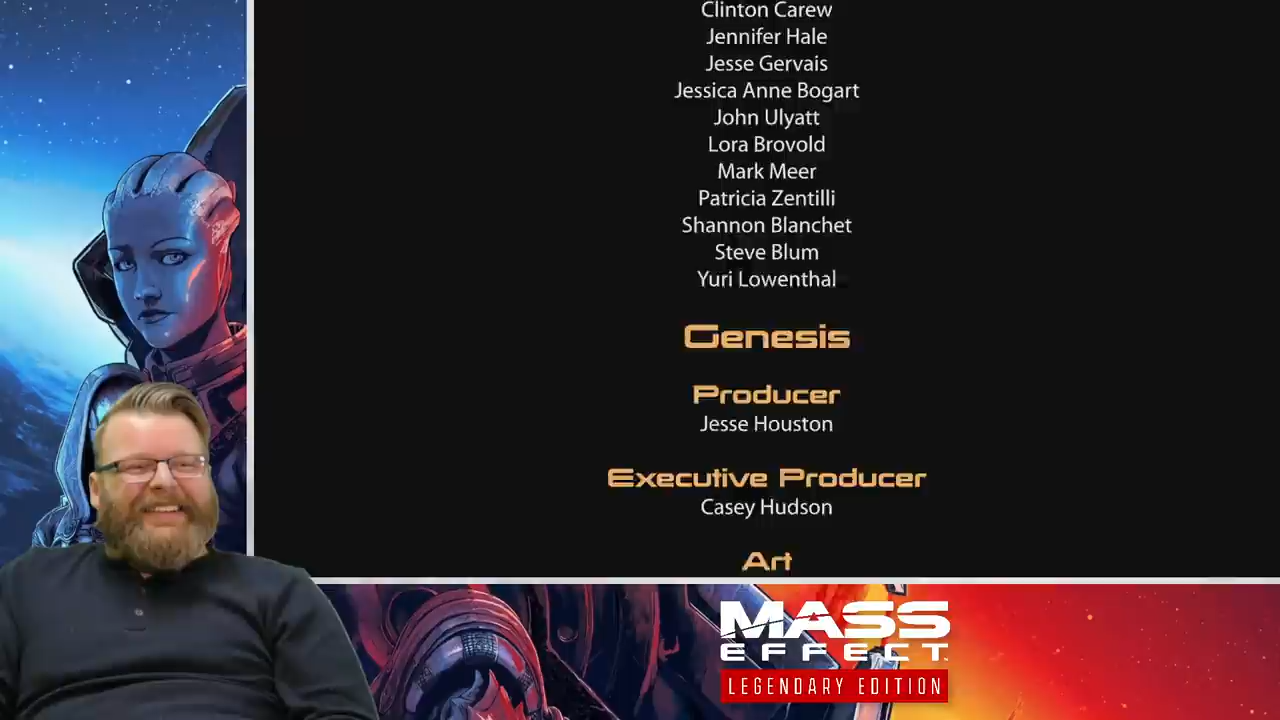 Clinton Carew
Jennifer Hale
Jesse Gervais
Jessica Anne Bogart
John Ulyatt
Lora Brovold
Mark Meer
Patricia Zentilli
Shannon Blanchet
Steve Blum
Yuri Lowenthal
Genesis
Producer
Jesse Houston
Executive Producer
Casey Hudson
Art
MASS
EFFECT
LEGENDARY EDITION